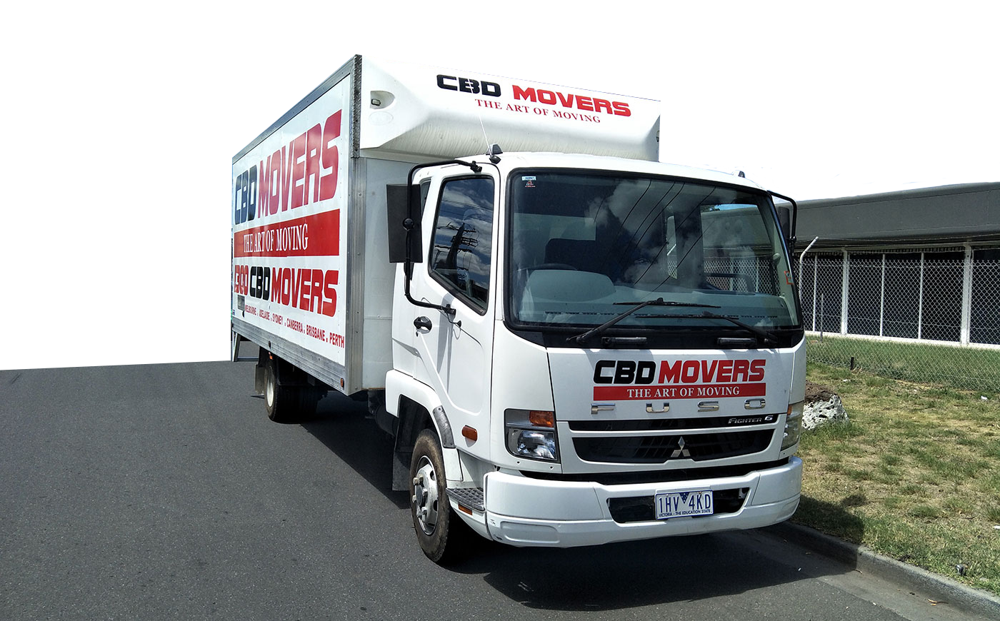 CBD MOVERS
THE ART OF MOVING
CBD MOVERS
THE ART OF MOVING
1300 CBD MOVERS
MELBOURNE . ADELAIDE . SYDNEY . CANBERRA . BRISBANE . PERTH
CBD MOVERS
THE ART OF MOVING
FUSO
FIGHTER 6
1HV 4KD
VICTORIA - THE EDUCATION STATE